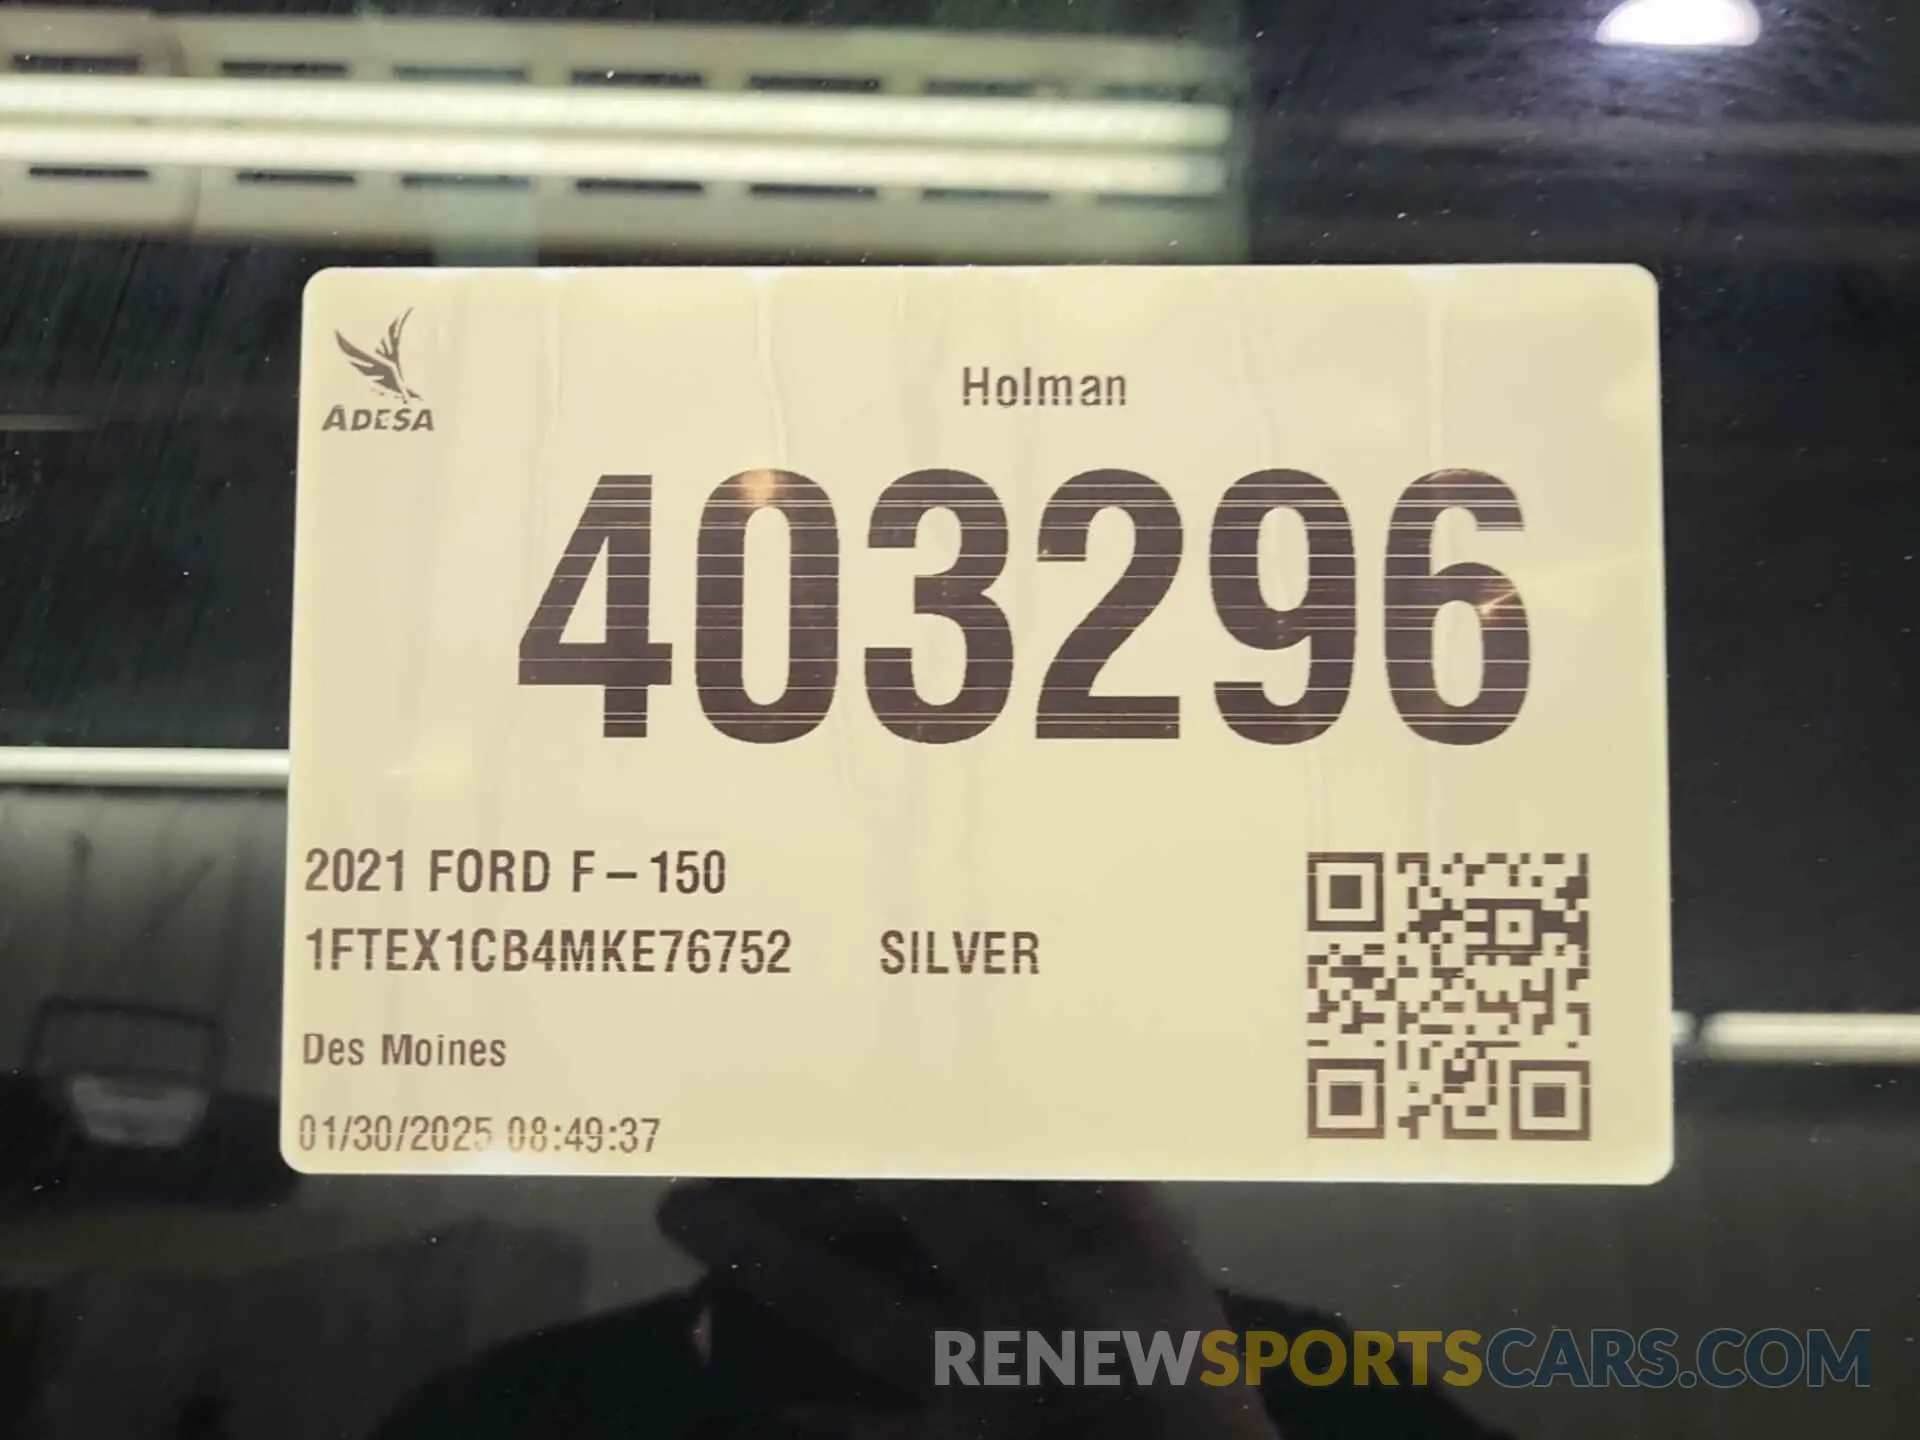 ADESA
Holman
403296
2021 FORD F-150
1FTEX1CB4MKE76752 SILVER
Des Moines
01/30/2025 08:49:37
RENEWSPORTSCARS.COM